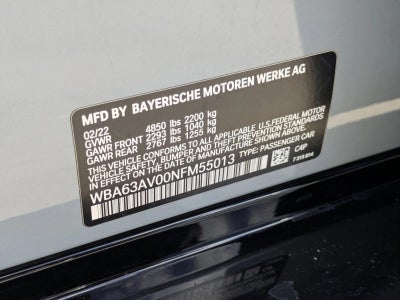 MFD BY BAYERISCHE MOTOREN WERKE AG
02/22
GVWR 4850 lbs 2200 kg
GAWR FRONT 2293 lbs 1040 kg
GAWR REAR 2767 lbs 1255 kg
THIS VEHICLE CONFORMS TO ALL APPLICABLE U.S.FEDERAL MOTOR
VEHICLE SAFETY, BUMPER, AND THEFT PREVENTION STANDARDS IN
EFFECT ON THE DATE OF MANUFACTURE SHOWN ABOVE.
VEHICLE TYPE: PASSENGER CAR
WBA63AV00NFM55013
C4P